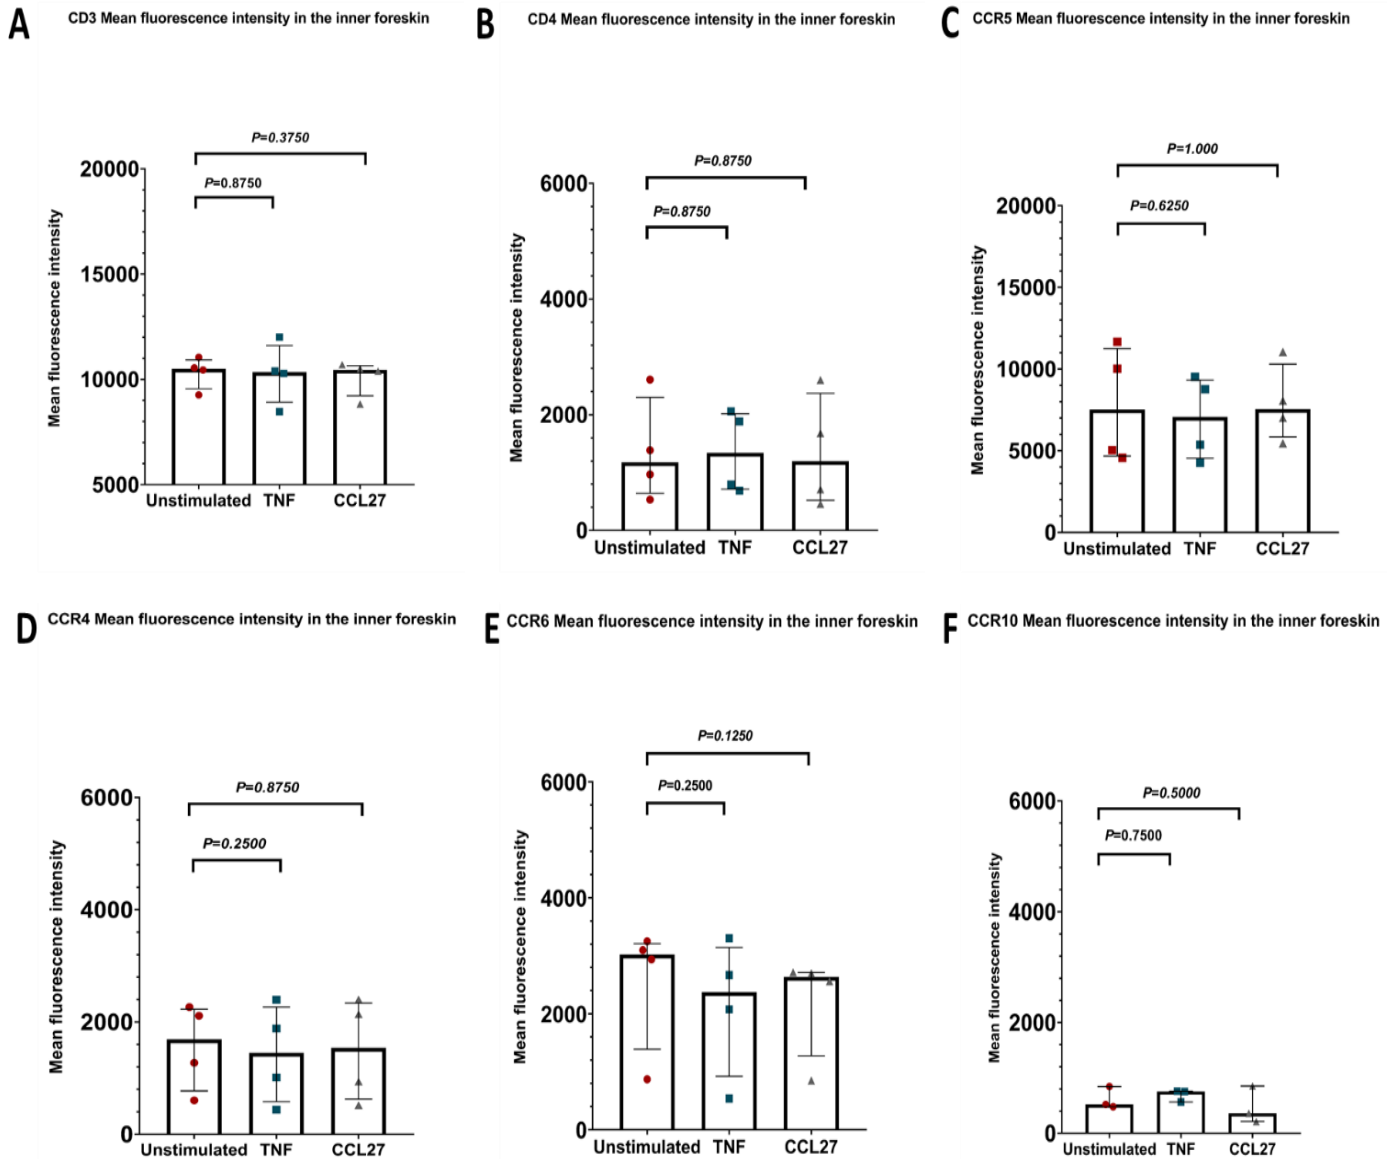 A
CD3 Mean fluorescence intensity in the inner foreskin
P=0.3750
P=0.8750
20000
15000
10000
5000
Mean fluorescence intensity
Unstimulated TNF CCL27
B
CD4 Mean fluorescence intensity in the inner foreskin
P=0.8750
P=0.8750
6000
4000
2000
0
Mean fluorescence intensity
Unstimulated TNF CCL27
C
CCR5 Mean fluorescence intensity in the inner foreskin
P=1.000
P=0.6250
20000
15000
10000
5000
0
Mean fluorescence intensity
Unstimulated TNF CCL27
D
CCR4 Mean fluorescence intensity in the inner foreskin
P=0.8750
P=0.2500
6000
4000
2000
0
Mean fluorescence intensity
Unstimulated TNF CCL27
E
CCR6 Mean fluorescence intensity in the inner foreskin
P=0.1250
P=0.2500
6000
4000
2000
0
Mean fluorescence intensity
Unstimulated TNF CCL27
F
CCR10 Mean fluorescence intensity in the inner foreskin
P=0.5000
P=0.7500
6000
4000
2000
0
Mean fluorescence intensity
Unstimulated TNF CCL27